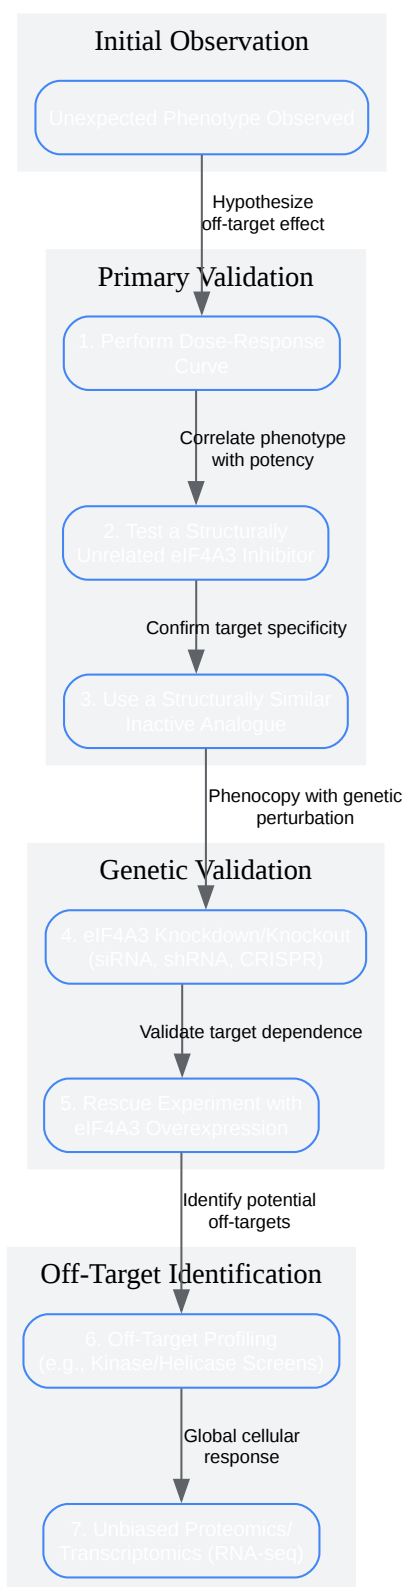 Initial Observation
Unexpected Phenotype Observed
Hypothesize
off-target effect
Primary Validation
1. Perform Dose-Response
Curve
Correlate phenotype
with potency
2. Test a Structurally
Unrelated eIF4A3 Inhibitor
Confirm target specificity
3. Use a Structurally Similar
Inactive Analogue
Phenocopy with genetic
perturbation
Genetic Validation
4. eIF4A3 Knockdown/Knockout
(siRNA, shRNA, CRISPR)
Validate target dependence
5. Rescue Experiment with
eIF4A3 Overexpression
Identify potential
off-targets
Off-Target Identification
6. Off-Target Profiling
(e.g., Kinase/Helicase Screens)
Global cellular
response
7. Unbiased Proteomics/
Transcriptomics (RNA-seq)